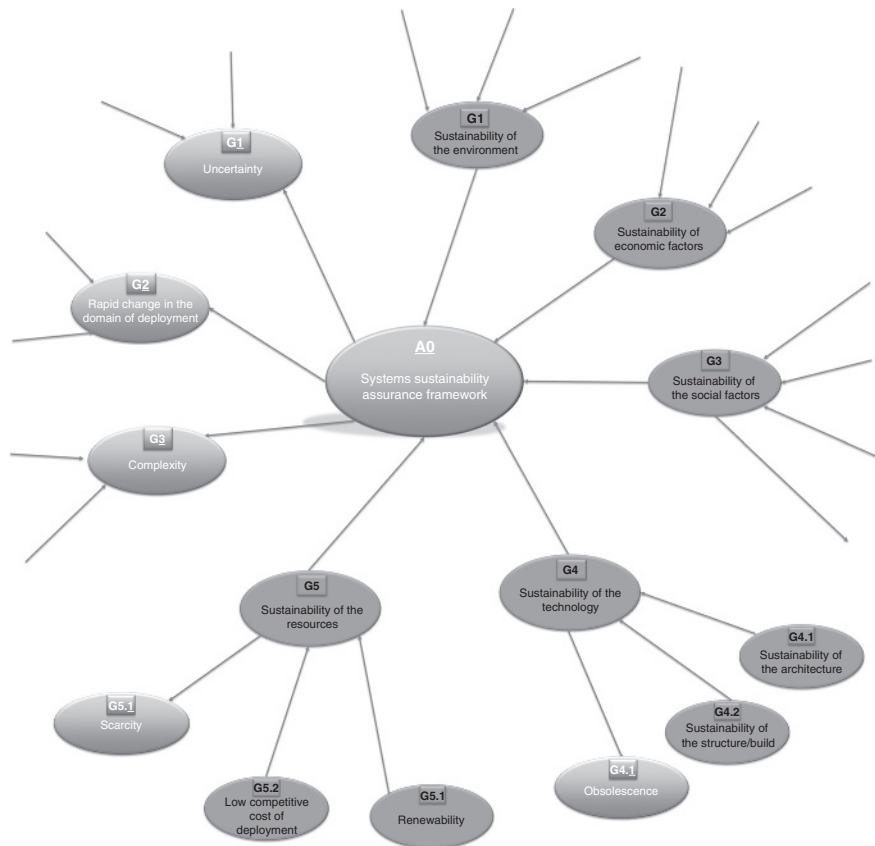 G1
Sustainability of
the environment
G1
Uncertainty
G2
Sustainability of
economic factors
G2
Rapid change in the
domain of deployment
A0
Systems sustainability
assurance framework
G3
Sustainability of
the social factors
G3
Complexity
G4
Sustainability of the
technology
G5
Sustainability of the
resources
G4.1
Sustainability of
the architecture
G5.1
Scarcity
G4.2
Sustainability of
the structure/build
G4.1
Obsolescence
G5.2
Low competitive
cost of
deployment
G5.1
Renewability